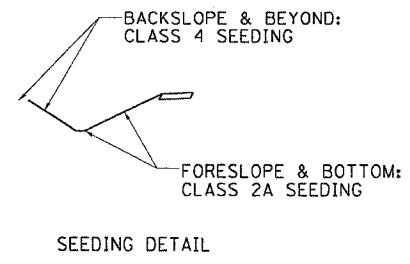 BACKSLOPE & BEYOND:
CLASS 4 SEEDING
FORESLOPE & BOTTOM:
CLASS 2A SEEDING
SEEDING DETAIL